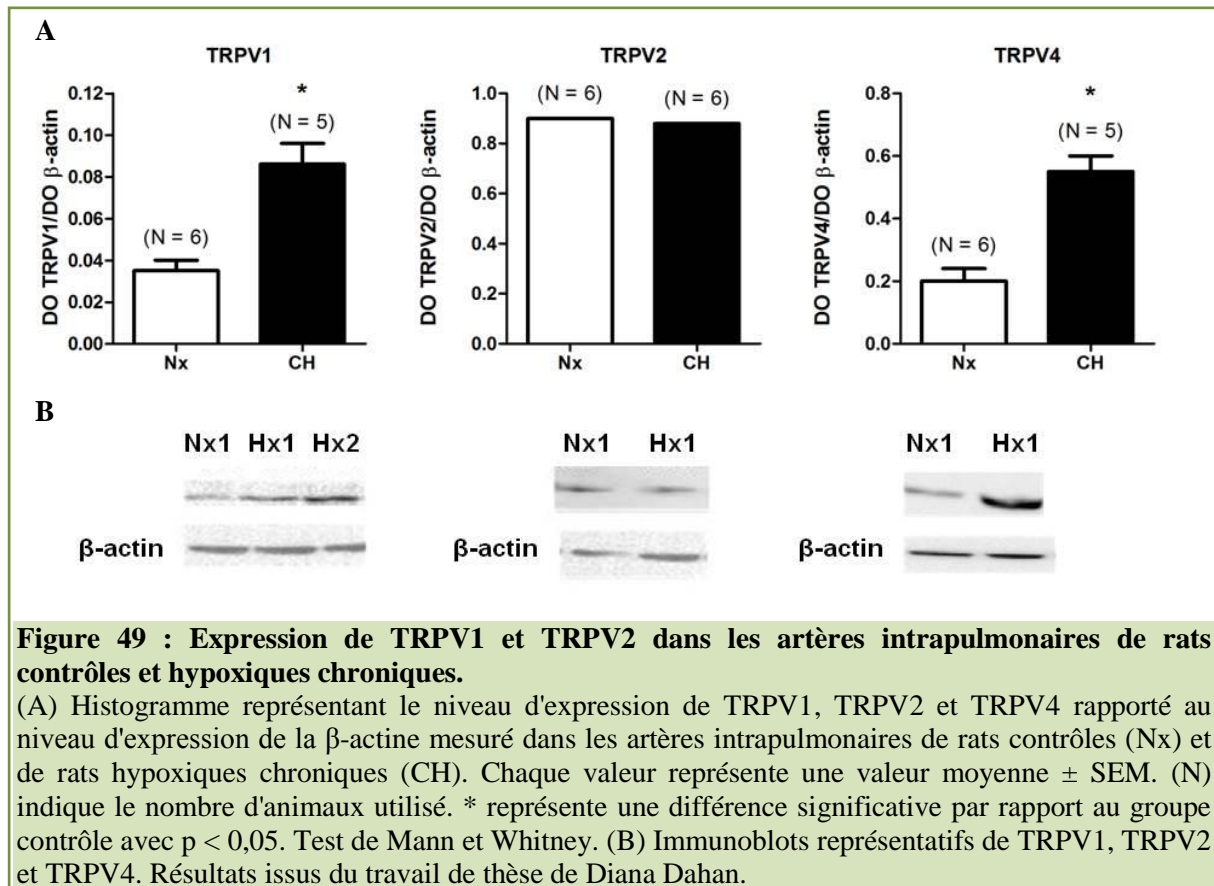 A
TRPV1
TRPV2
TRPV4
DO TRPV1/DO β-actin
0.12
0.10
0.08
0.06
0.04
0.02
0.00
(N = 6)
*
(N = 5)
Nx
CH
DO TRPV2/DO β-actin
1.0
0.8
0.6
0.4
0.2
0.0
(N = 6)
(N = 6)
Nx
CH
DO TRPV4/DO β-actin
0.8
0.6
0.4
0.2
0.0
(N = 6)
*
(N = 5)
Nx
CH
B
Nx1 Hx1 Hx2
β-actin
Nx1 Hx1
β-actin
Nx1 Hx1
β-actin
Figure 49 : Expression de TRPV1 et TRPV2 dans les artères intrapulmonaires de rats
contrôles et hypoxiques chroniques.
(A) Histogramme représentant le niveau d'expression de TRPV1, TRPV2 et TRPV4 rapporté au
niveau d'expression de la β-actine mesuré dans les artères intrapulmonaires de rats contrôles (Nx) et
de rats hypoxiques chroniques (CH). Chaque valeur représente une valeur moyenne ± SEM. (N)
indique le nombre d'animaux utilisé. * représente une différence significative par rapport au groupe
contrôle avec p < 0,05. Test de Mann et Whitney. (B) Immunoblots représentatifs de TRPV1, TRPV2
et TRPV4. Résultats issus du travail de thèse de Diana Dahan.